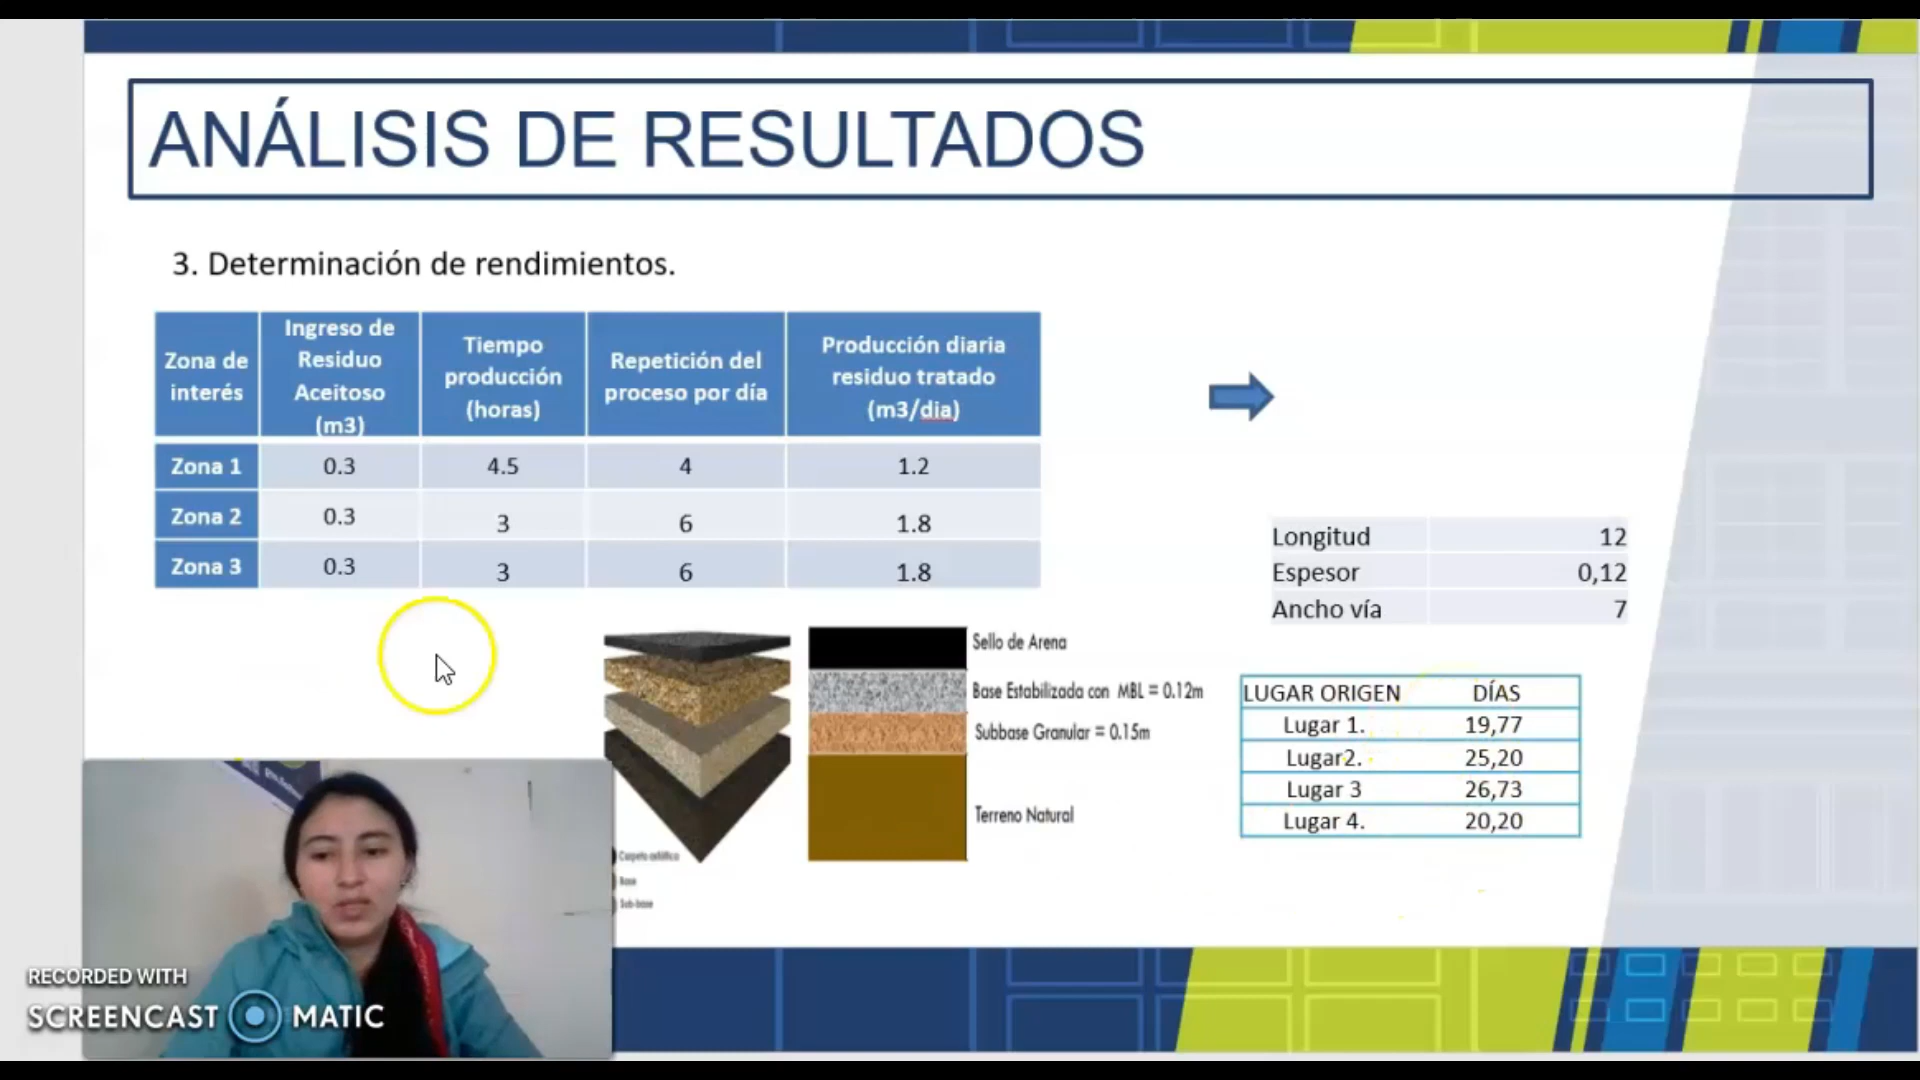 ANÁLISIS DE RESULTADOS
3. Determinación de rendimientos.
Zona de
interés
Ingreso de
Residuo
Aceitoso
(m3)
Tiempo
producción
(horas)
Repetición del
proceso por día
Producción diaria
residuo tratado
(m3/dia)
Zona 1 0.3 4.5 4 1.2
Zona 2 0.3 3 6 1.8
Zona 3 0.3 3 6 1.8
Longitud 12
Espesor 0,12
Ancho vía 7
Sello de Arena
Base Estabilizada con MBL = 0.12m
Subbase Granular = 0.15m
Terreno Natural
Carpeta asfáltica
Base
Sub-base
LUGAR ORIGEN DÍAS
Lugar 1. 19,77
Lugar2. 25,20
Lugar 3 26,73
Lugar 4. 20,20
RECORDED WITH
SCREENCAST MATIC